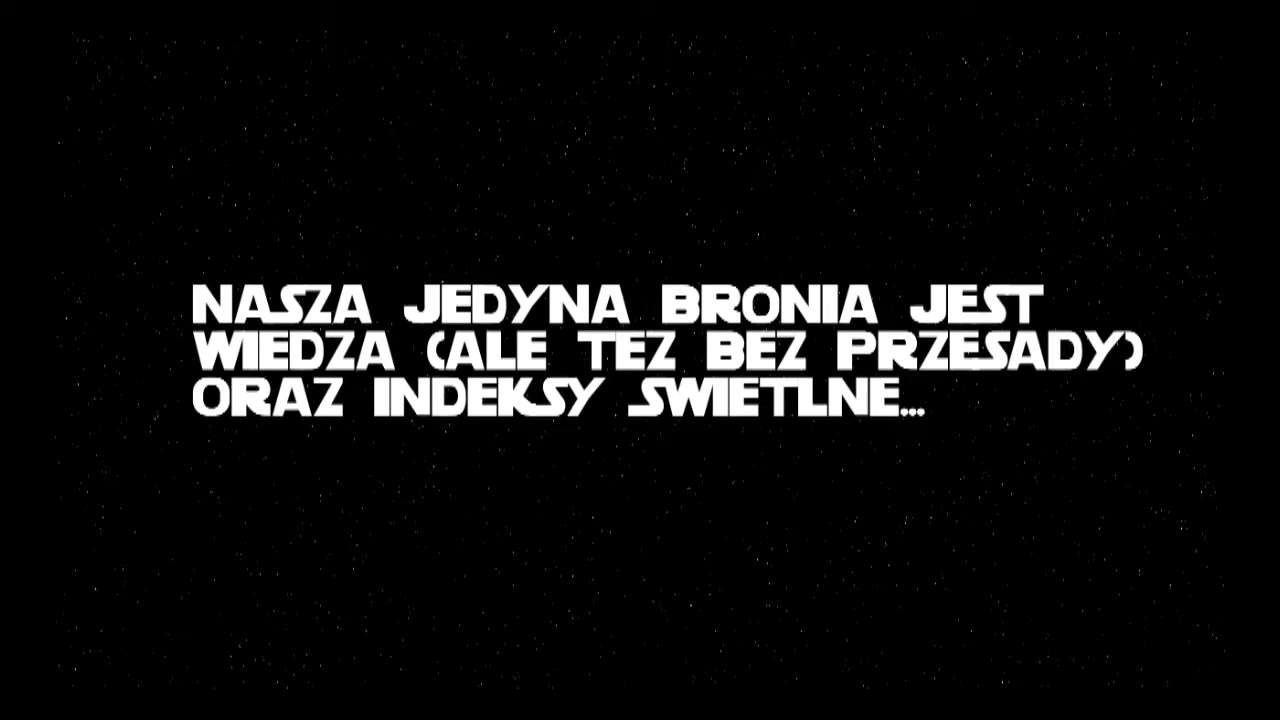 NASZA JEDYNA BRONIA JEST
WIEDZA (ALE TEZ BEZ PRZESADY)
ORAZ INDEKSY SWIETLNE...